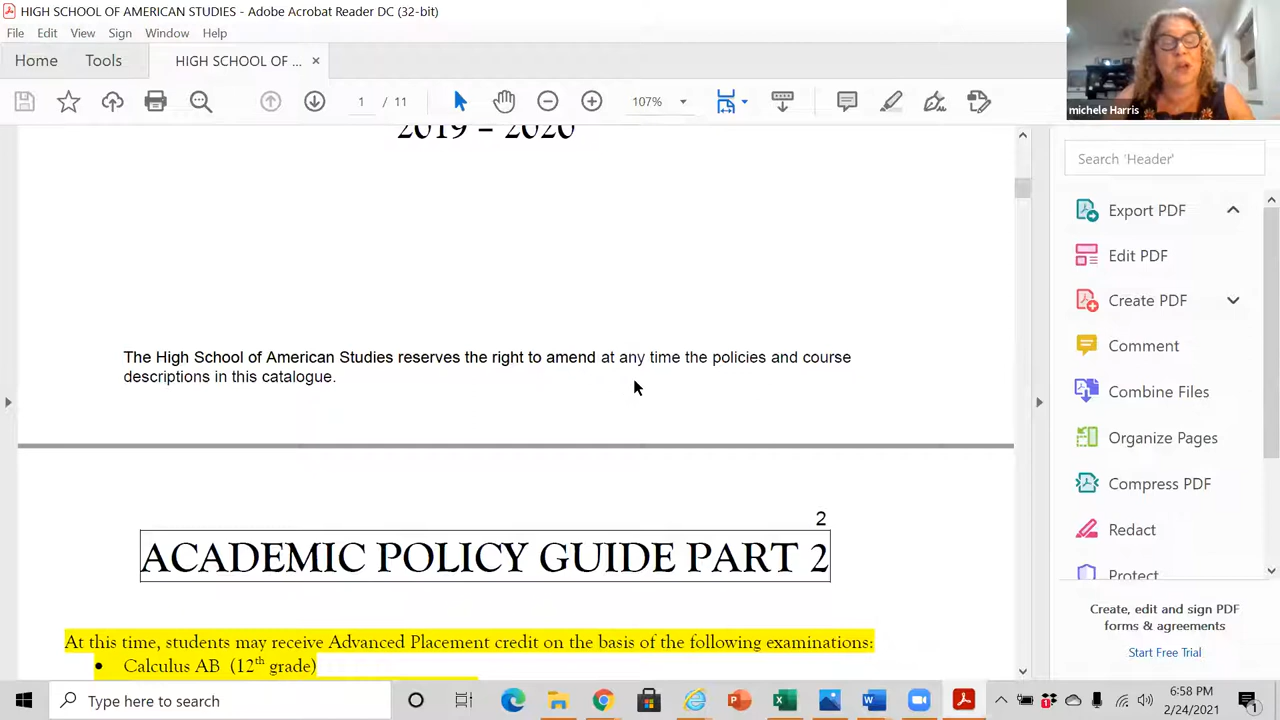 HIGH SCHOOL OF AMERICAN STUDIES - Adobe Acrobat Reader DC (32-bit)
File Edit View Sign Window Help
Home Tools HIGH SCHOOL OF ... ×
1 / 11 107%
michele Harris
2019 – 2020
Search 'Header'
Export PDF
Edit PDF
Create PDF
Comment
Combine Files
Organize Pages
Compress PDF
Redact
Protect
Create, edit and sign PDF
forms & agreements
Start Free Trial
The High School of American Studies reserves the right to amend at any time the policies and course
descriptions in this catalogue.
2
ACADEMIC POLICY GUIDE PART 2
At this time, students may receive Advanced Placement credit on the basis of the following examinations:
• Calculus AB (12th grade)
Type here to search
6:58 PM
2/24/2021